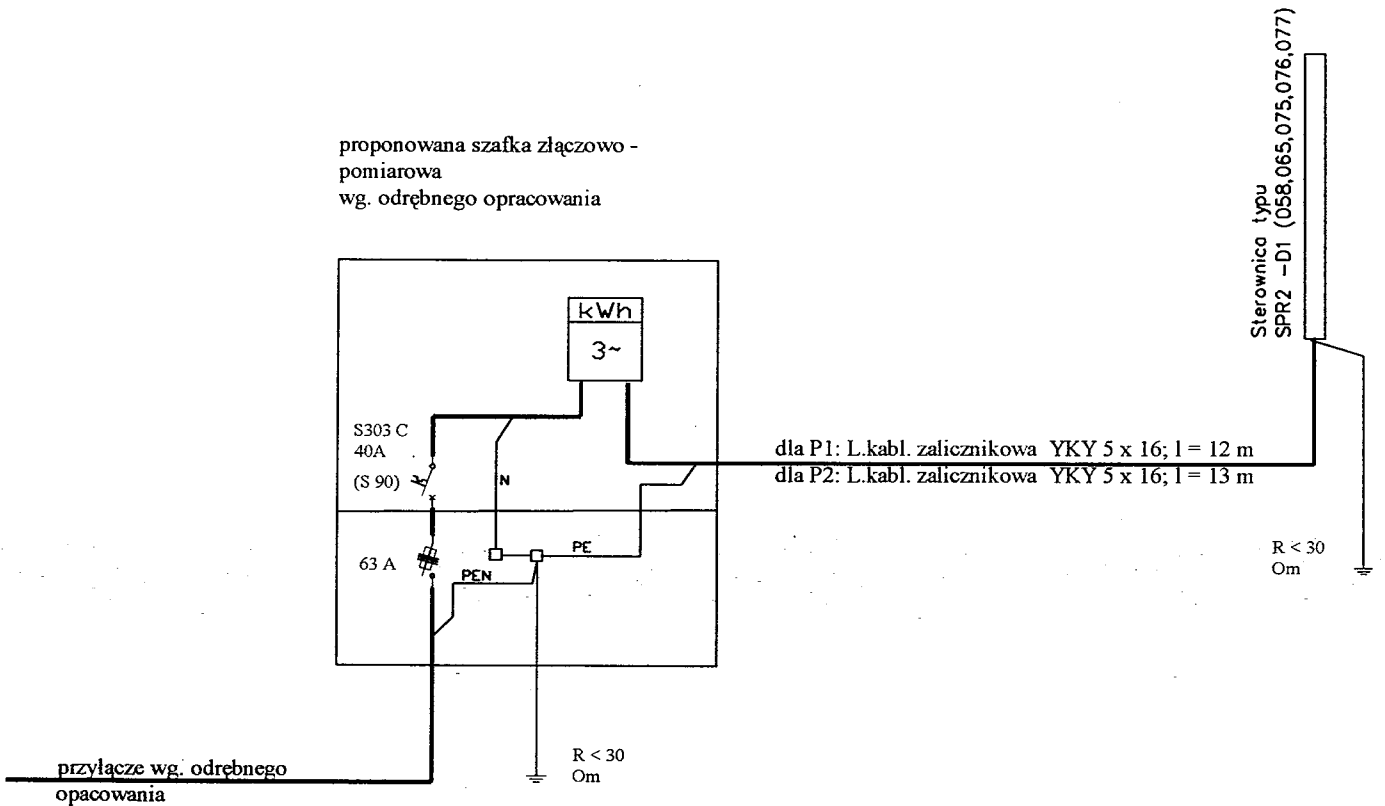 proponowana szafka złączowo -
pomiarowa
wg. odrębnego opracowania
kWh
3~
S303 C
40A
(S 90)
N
63 A
PE
PEN
dla P1: L.kabl. zalicznikowa YKY 5 x 16; l = 12 m
dla P2: L.kabl. zalicznikowa YKY 5 x 16; l = 13 m
Sterownica typu
SPR2 -D1 (058,065,075,076,077)
R < 30
Om
R < 30
Om
przyłącze wg. odrębnego
opacowania